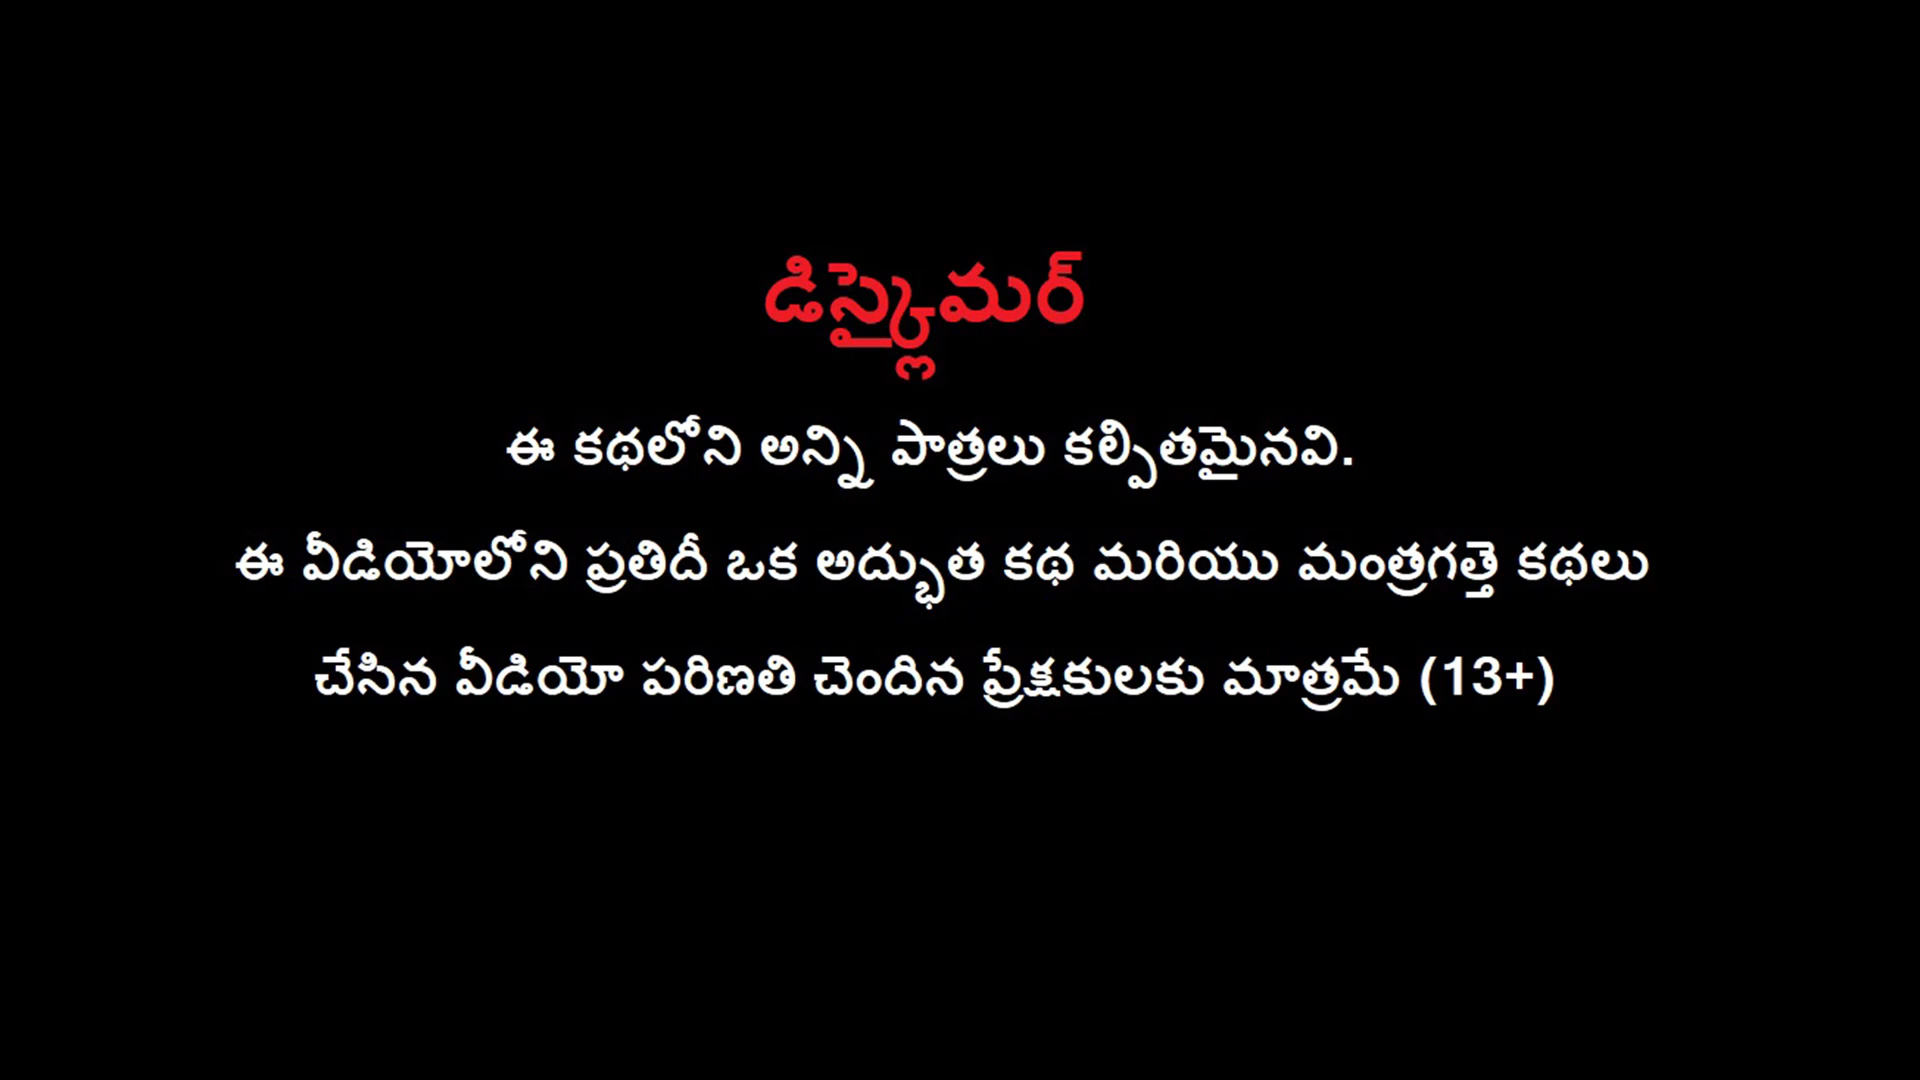 డిస్క్లైమర్
ఈ కథలోని అన్ని పాత్రలు కల్పితమైనవి.
ఈ వీడియోలోని ప్రతిదీ ఒక అద్భుత కథ మరియు మంత్రగత్తె కథలు
చేసిన వీడియో పరిణతి చెందిన ప్రేక్షకులకు మాత్రమే (13+)